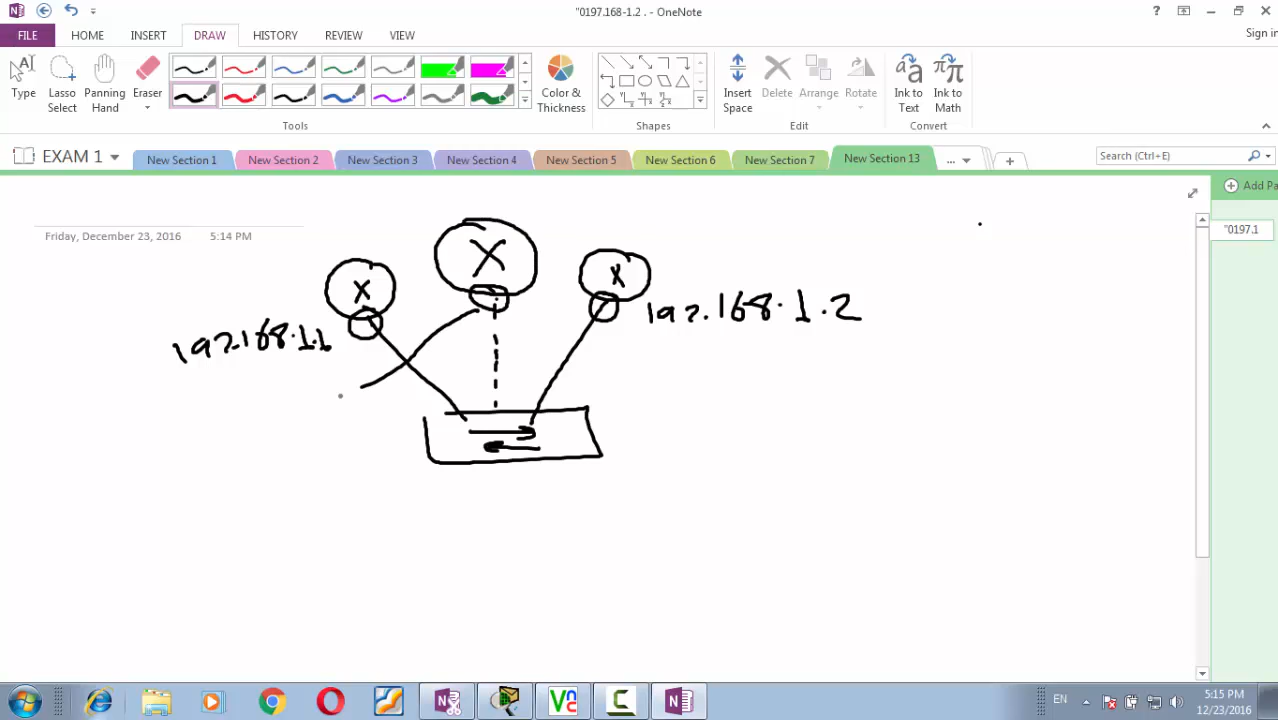 "0197.168-1.2 . - OneNote
?
Sign in
FILE HOME INSERT DRAW HISTORY REVIEW VIEW
Type
Lasso Select
Panning Hand
Eraser
Color & Thickness
Insert Space
Delete
Arrange
Rotate
Ink to Text
Ink to Math
Tools
Shapes
Edit
Convert
EXAM 1
New Section 1 New Section 2 New Section 3 New Section 4 New Section 5 New Section 6 New Section 7 New Section 13 ... +
Search (Ctrl+E)
Add Pa
"0197.1
Friday, December 23, 2016 5:14 PM
X
X
X
192.168.1.1
192.168.1.2
EN
5:15 PM
12/23/2016